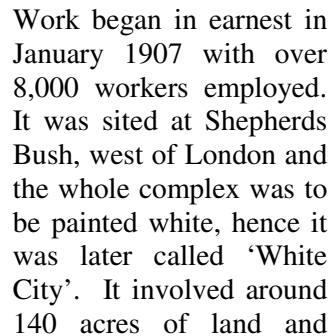 Work began in earnest in
January 1907 with over
8,000 workers employed.
It was sited at Shepherds
Bush, west of London and
the whole complex was to
be painted white, hence it
was later called ‘White
City’. It involved around
140 acres of land and